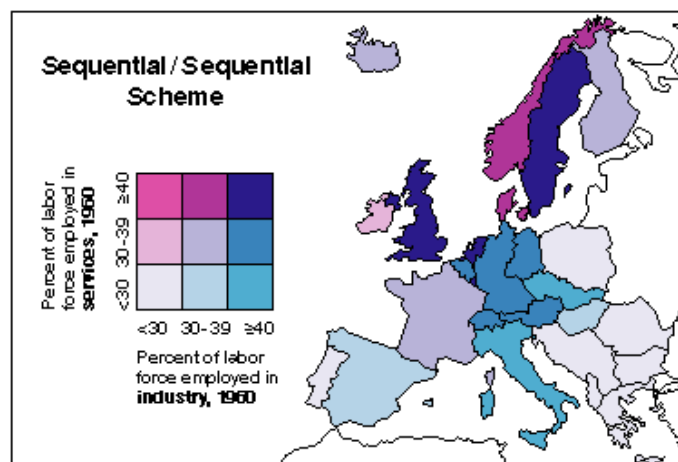 Sequential / Sequential
Scheme
Percent of labor
force employed in
services, 1960
≥40
30-39
<30
<30 30-39 ≥40
Percent of labor
force employed in
industry, 1960